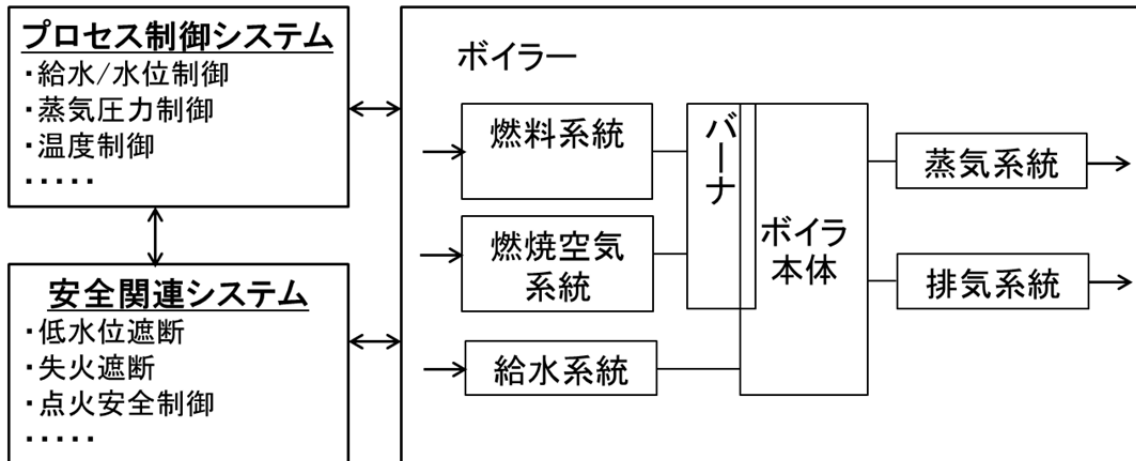 プロセス制御システム
・給水/水位制御
・蒸気圧力制御
・温度制御
・・・・・
安全関連システム
・低水位遮断
・失火遮断
・点火安全制御
・・・・・
ボイラー
燃料系統
燃焼空気
系統
給水系統
バーナ
ボイラ
本体
蒸気系統
排気系統